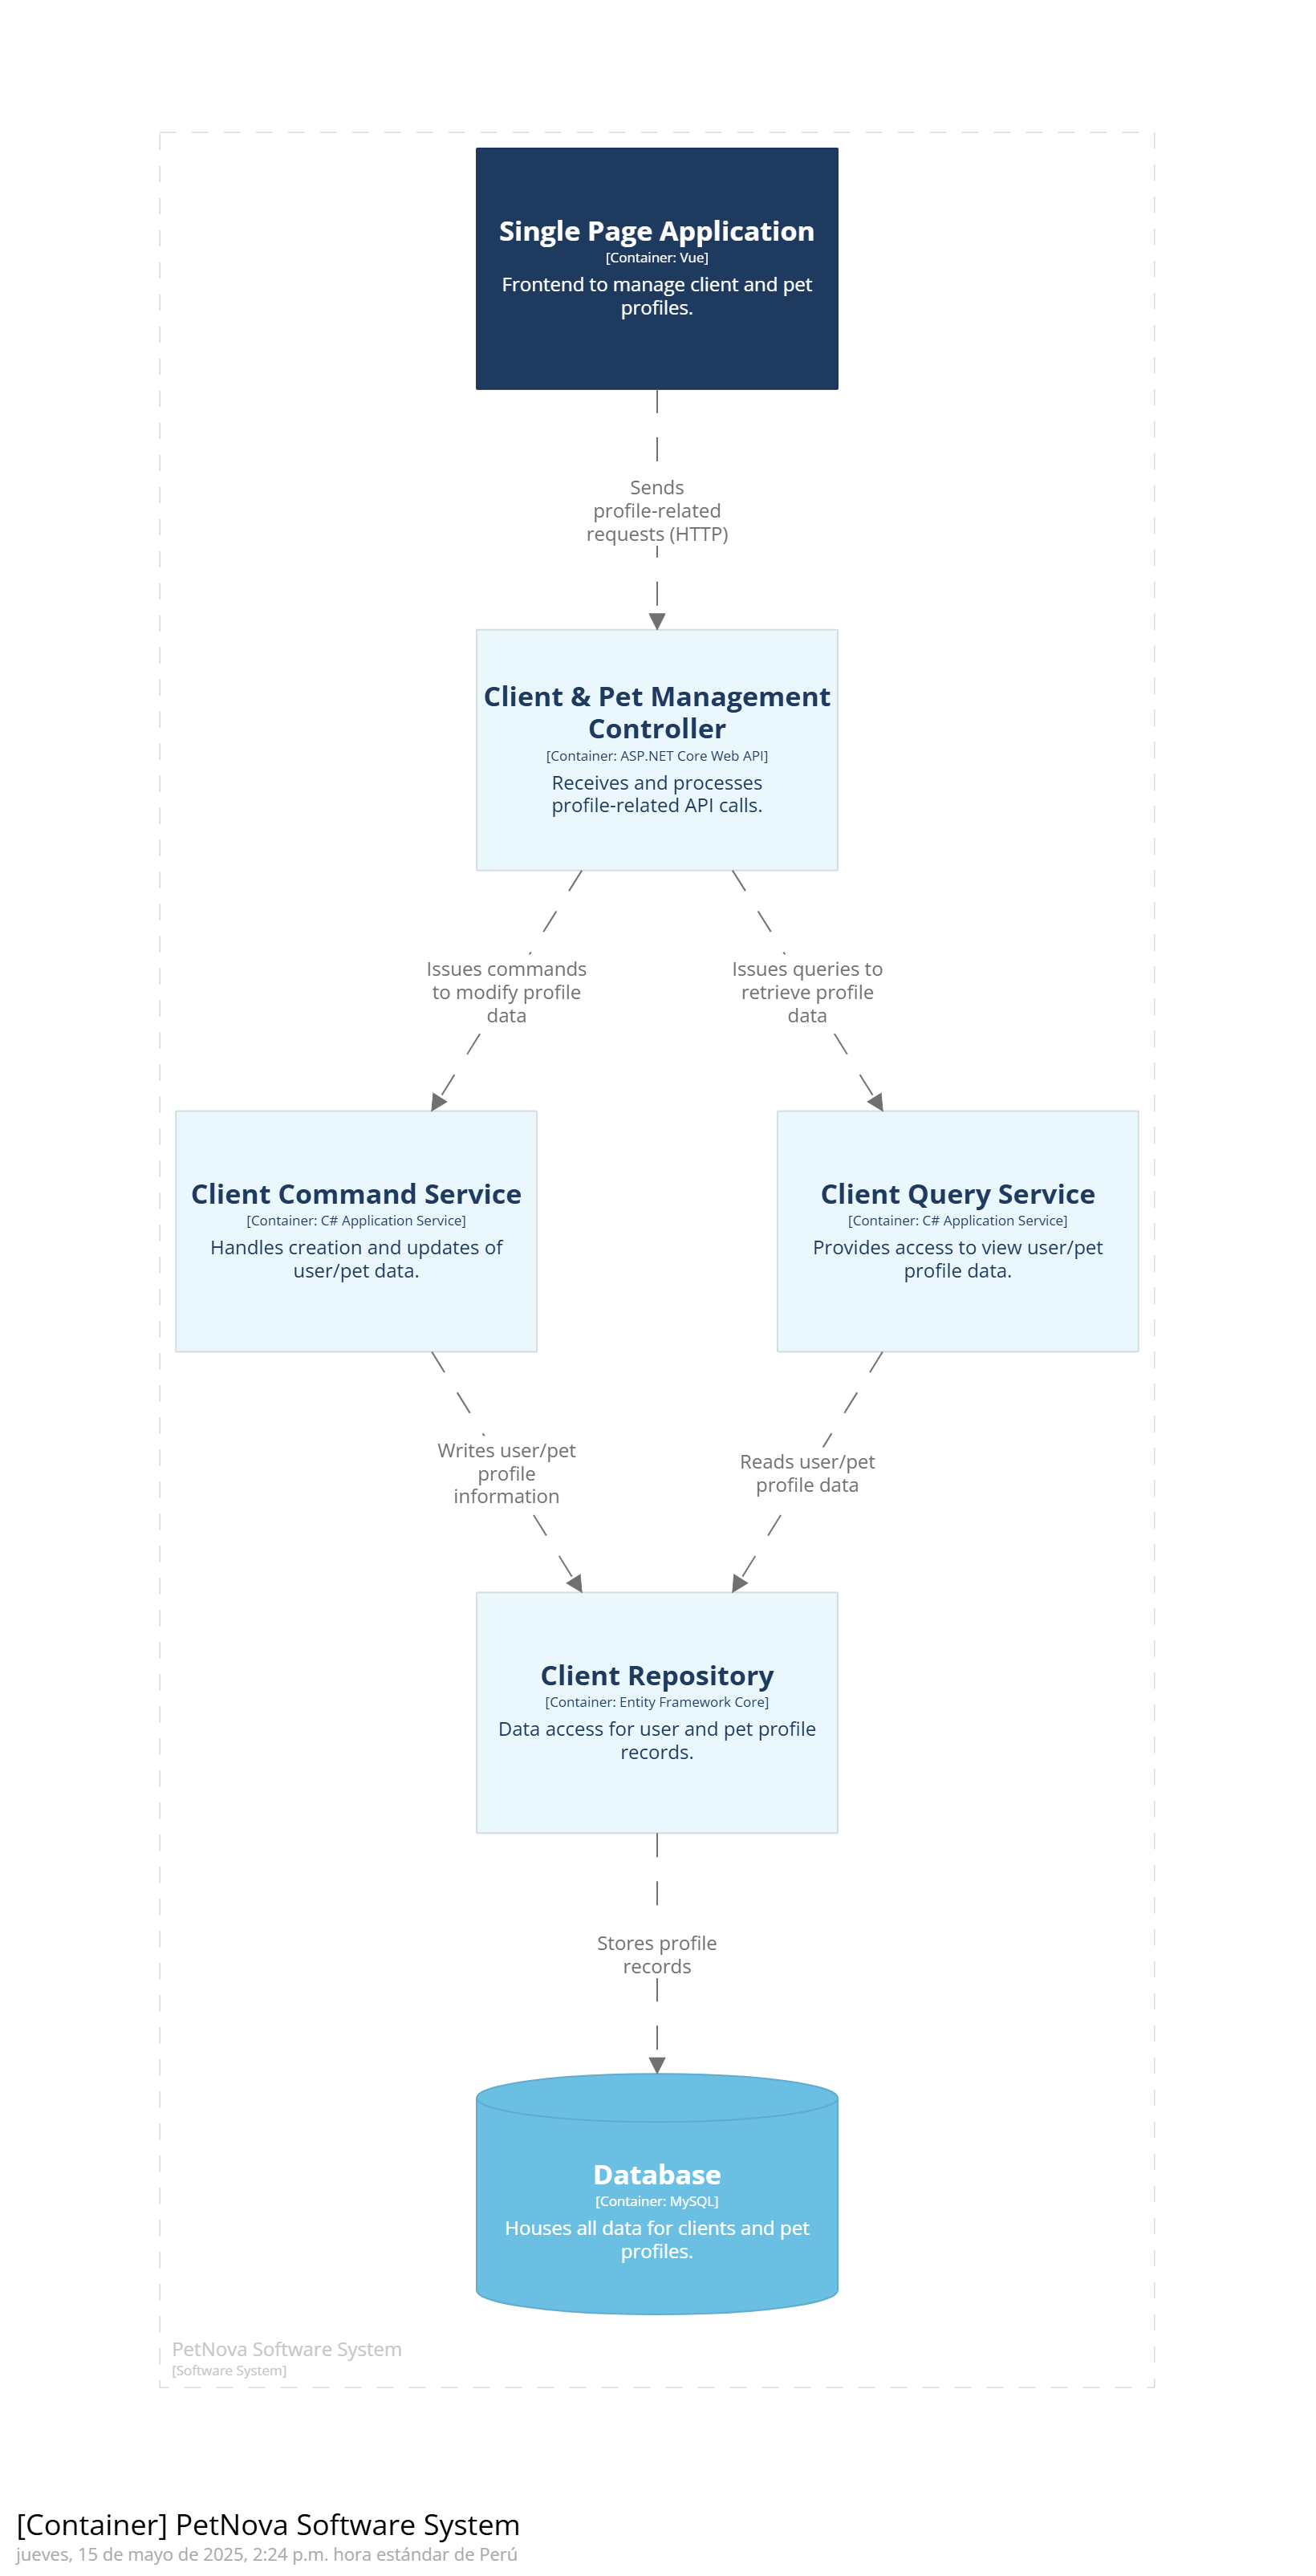 Single Page Application
[Container: Vue]
Frontend to manage client and pet
profiles.
Sends
profile-related
requests (HTTP)
Client & Pet Management
Controller
[Container: ASP.NET Core Web API]
Receives and processes
profile-related API calls.
Issues commands
to modify profile
data
Issues queries to
retrieve profile
data
Client Command Service
[Container: C# Application Service]
Handles creation and updates of
user/pet data.
Client Query Service
[Container: C# Application Service]
Provides access to view user/pet
profile data.
Writes user/pet
profile
information
Reads user/pet
profile data
Client Repository
[Container: Entity Framework Core]
Data access for user and pet profile
records.
Stores profile
records
Database
[Container: MySQL]
Houses all data for clients and pet
profiles.
PetNova Software System
[Software System]
[Container] PetNova Software System
jueves, 15 de mayo de 2025, 2:24 p.m. hora estándar de Perú